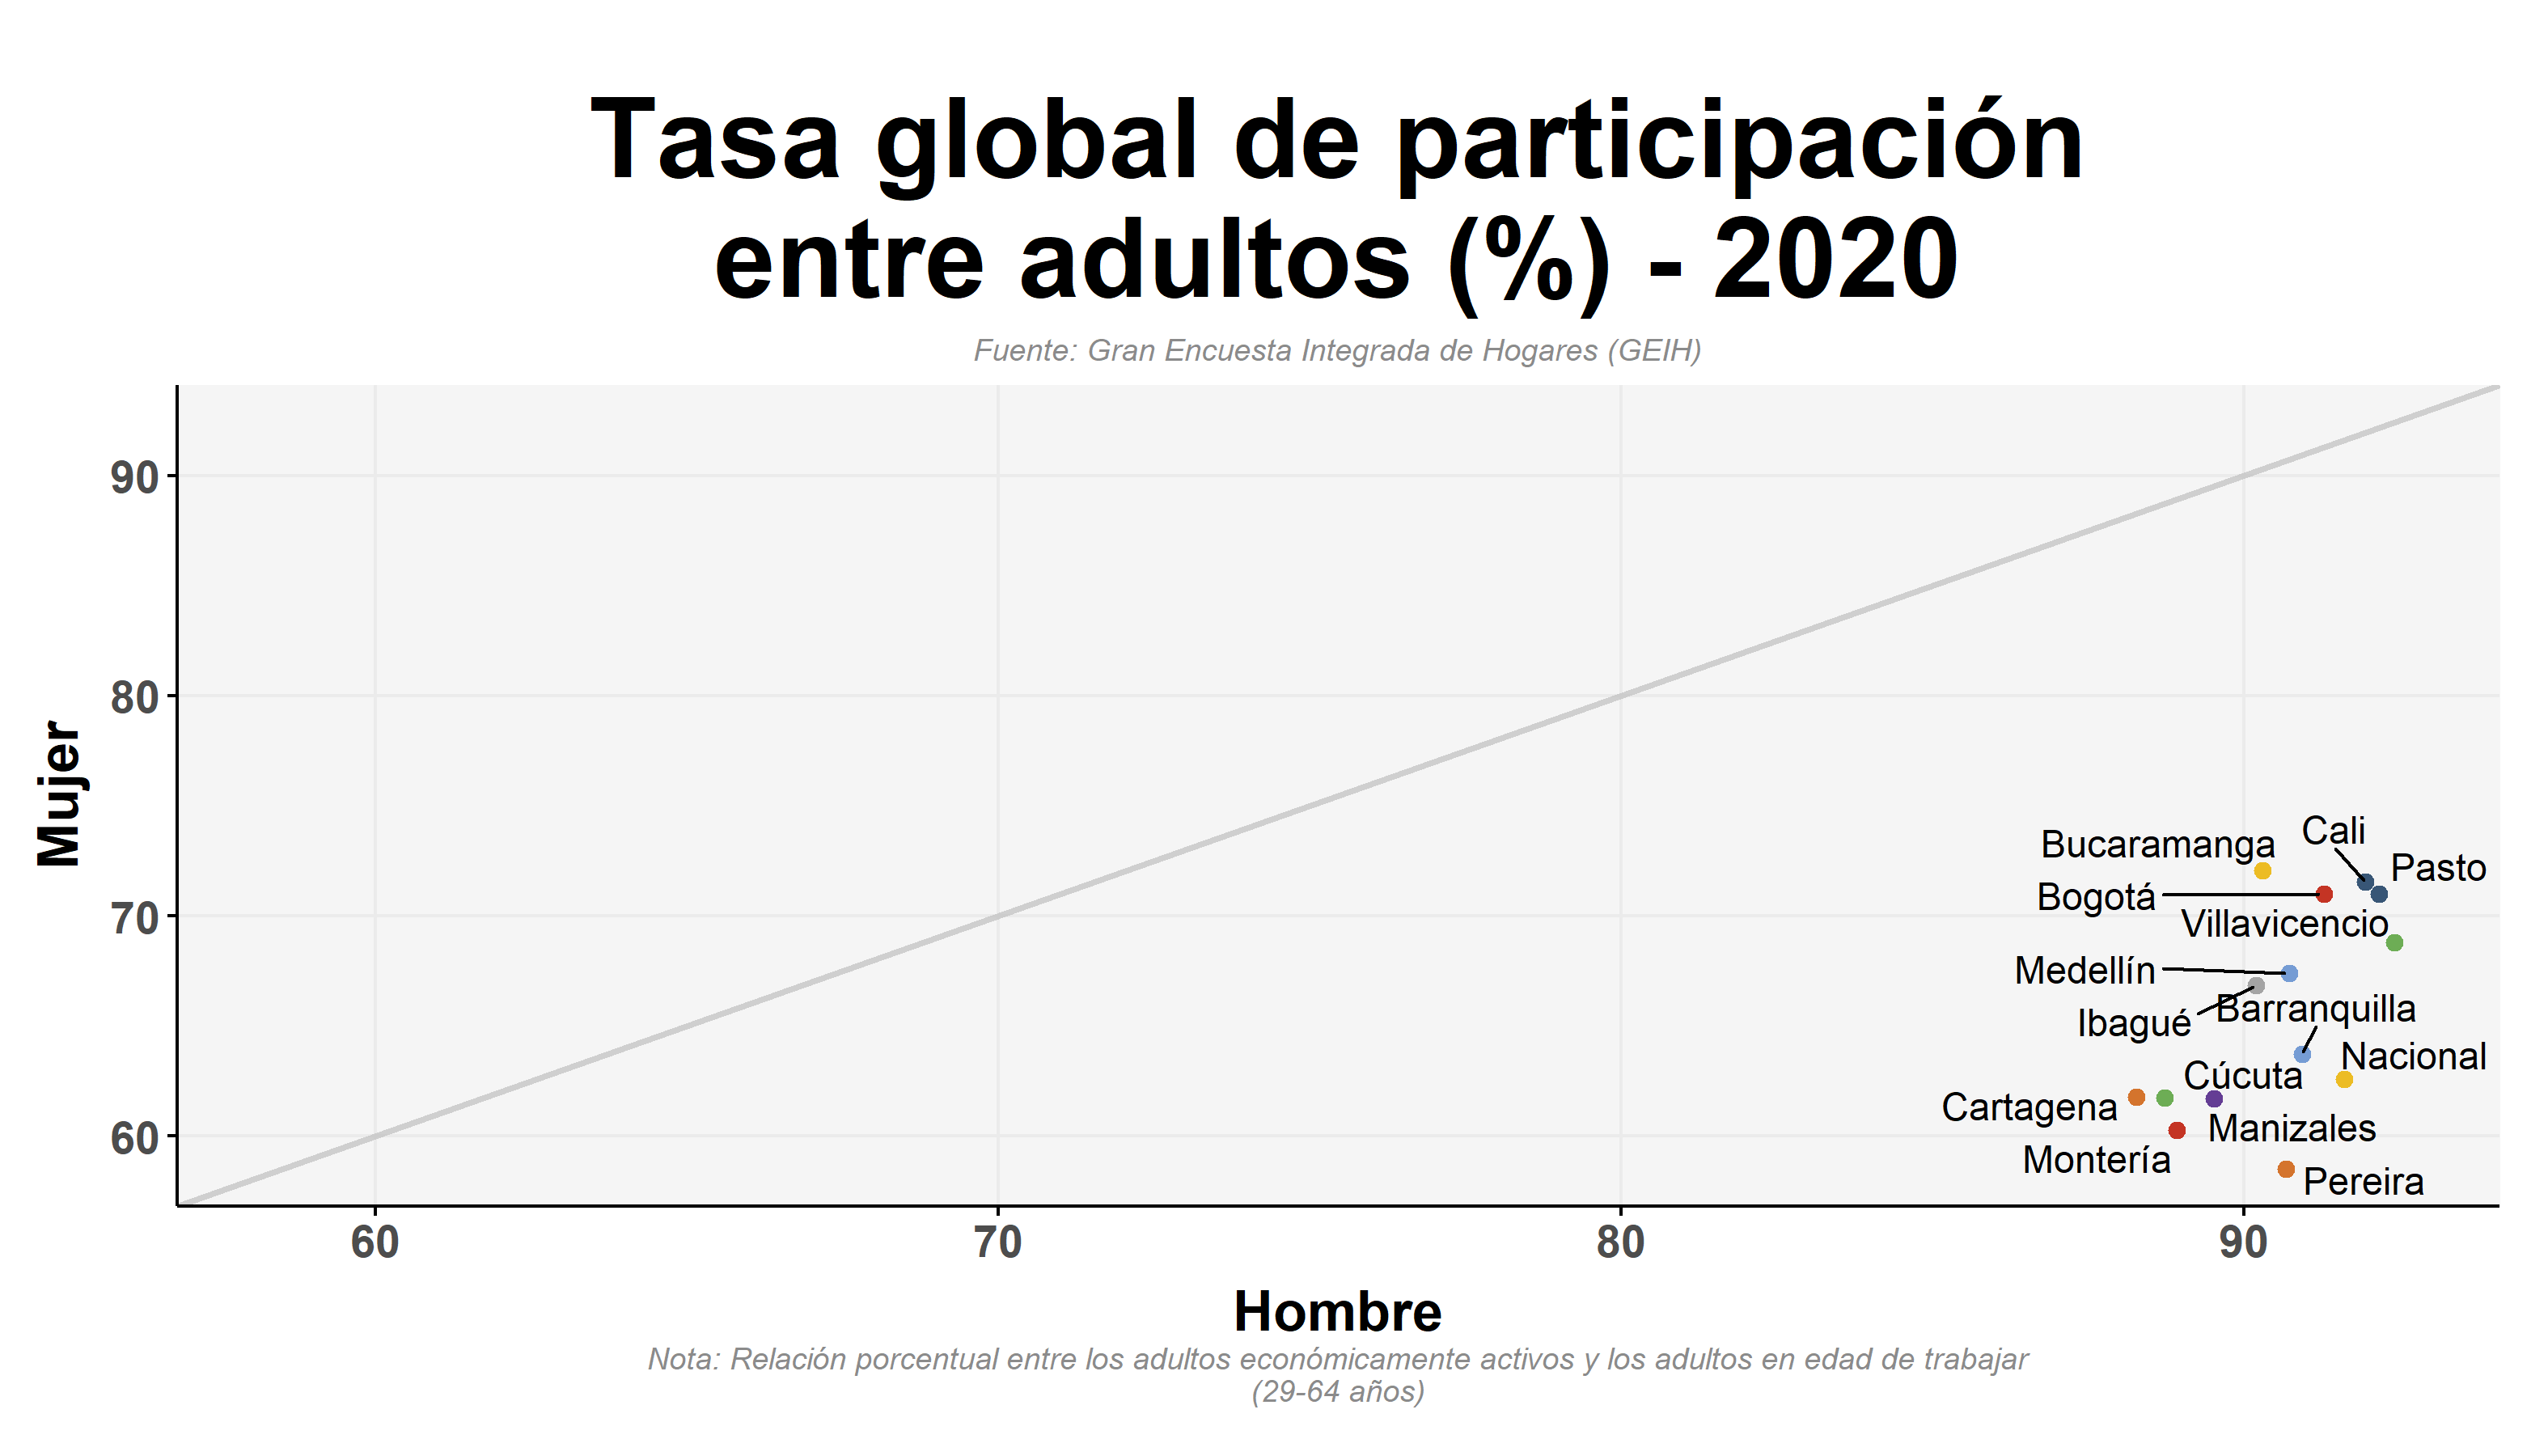 Tasa global de participación
entre adultos (%) - 2020
Fuente: Gran Encuesta Integrada de Hogares (GEIH)
Mujer
90
80
70
60
Cali
Bucaramanga
Pasto
Bogotá
Villavicencio
Medellín
Barranquilla
Ibagué
Nacional
Cúcuta
Cartagena
Manizales
Montería
Pereira
60 70 80 90
Hombre
Nota: Relación porcentual entre los adultos económicamente activos y los adultos en edad de trabajar
(29-64 años)